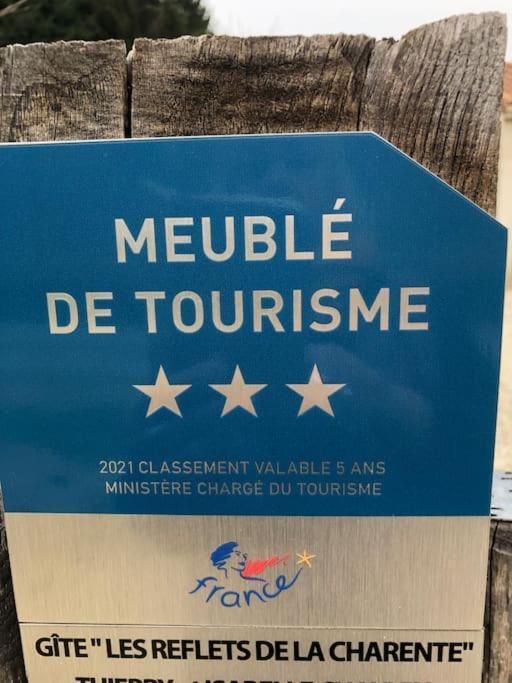 MEUBLÉ
DE TOURISME
2021 CLASSEMENT VALABLE 5 ANS
MINISTÈRE CHARGÉ DU TOURISME
france
GÎTE " LES REFLETS DE LA CHARENTE"
THIERRY